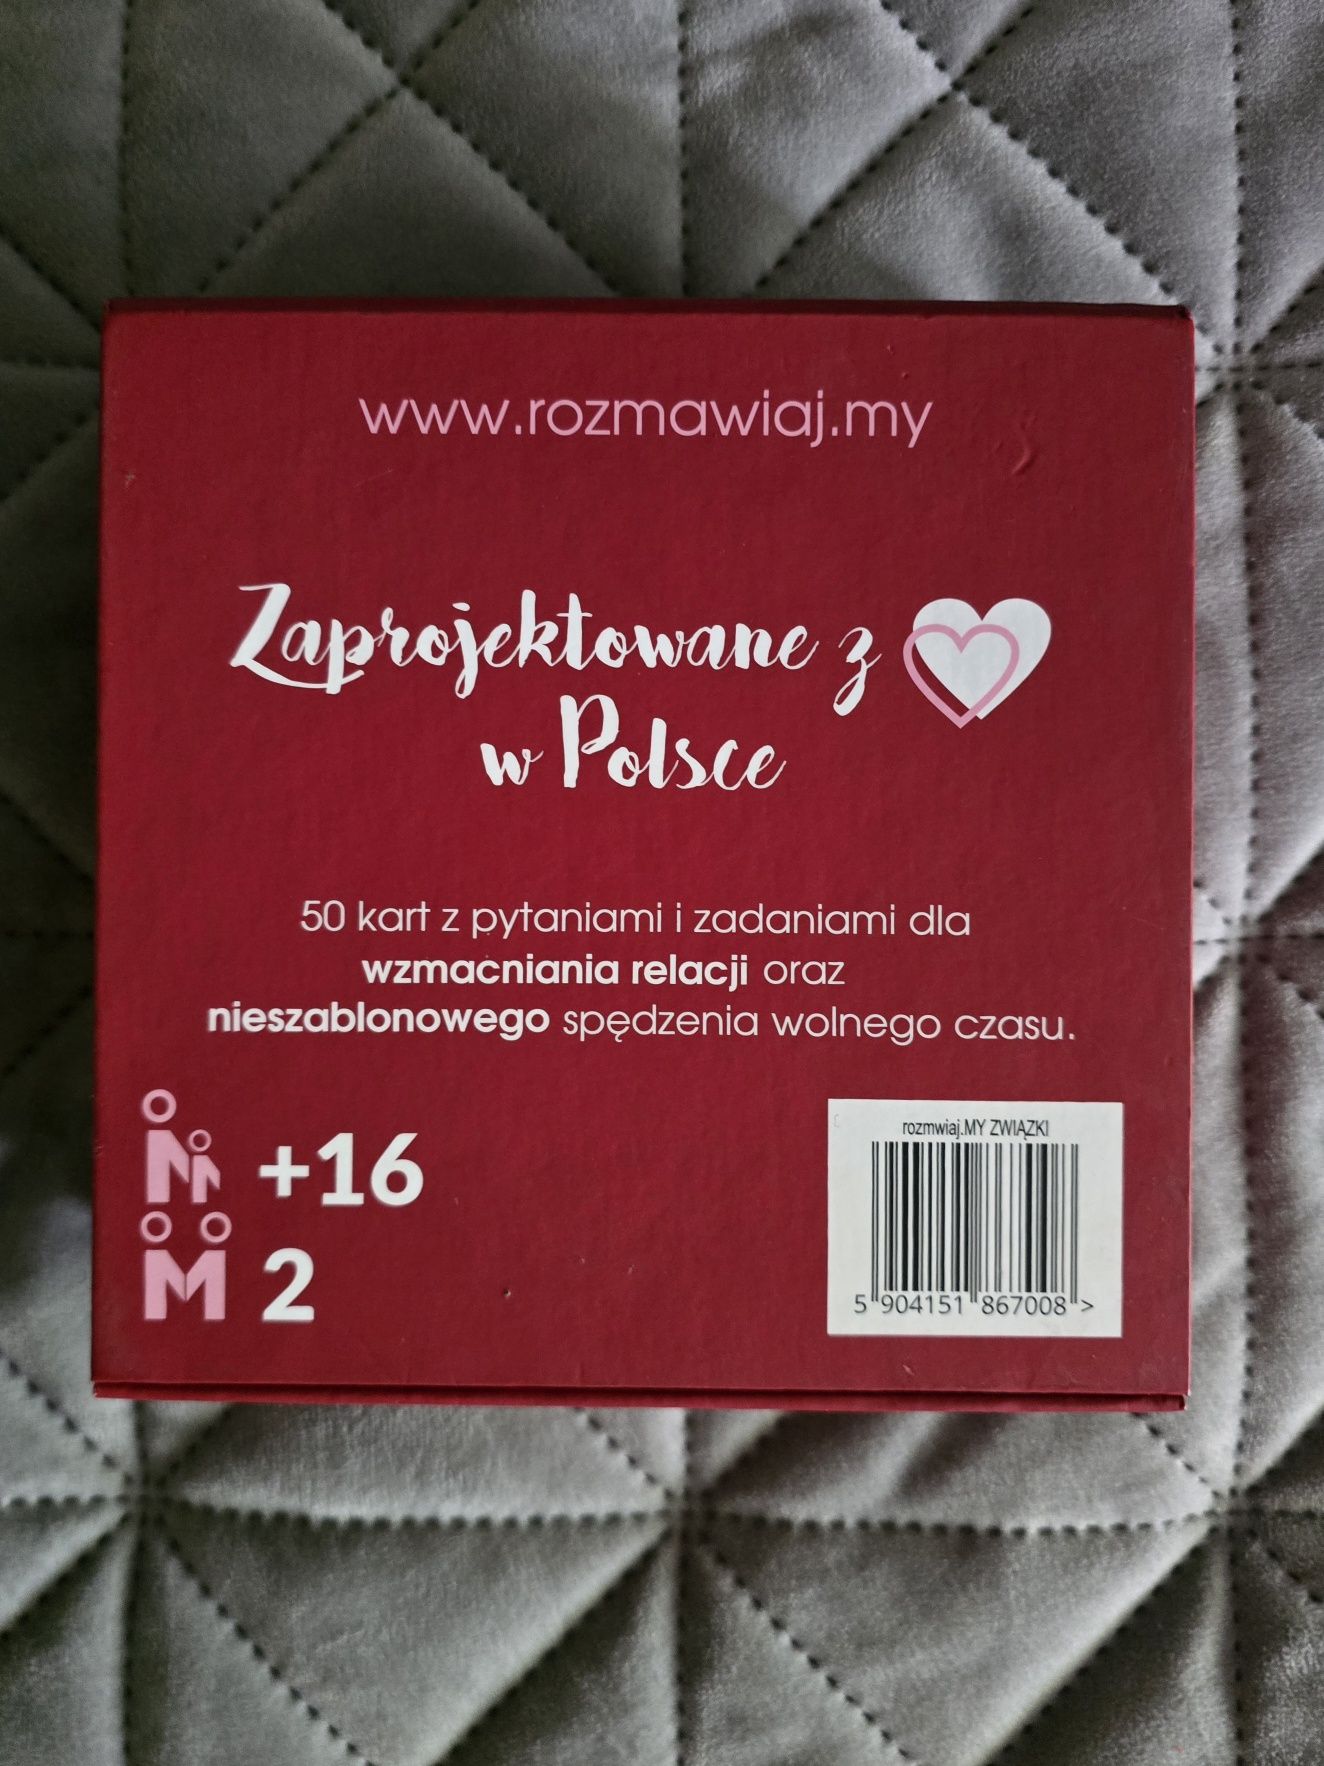 www.rozmawiaj.my
Zaprojektowane z
w Polsce
50 kart z pytaniami i zadaniami dla
wzmacniania relacji oraz
nieszablonowego spędzenia wolnego czasu.
+16
2
rozmwiaj.MY ZWIĄZKI
5 904151 867008 >